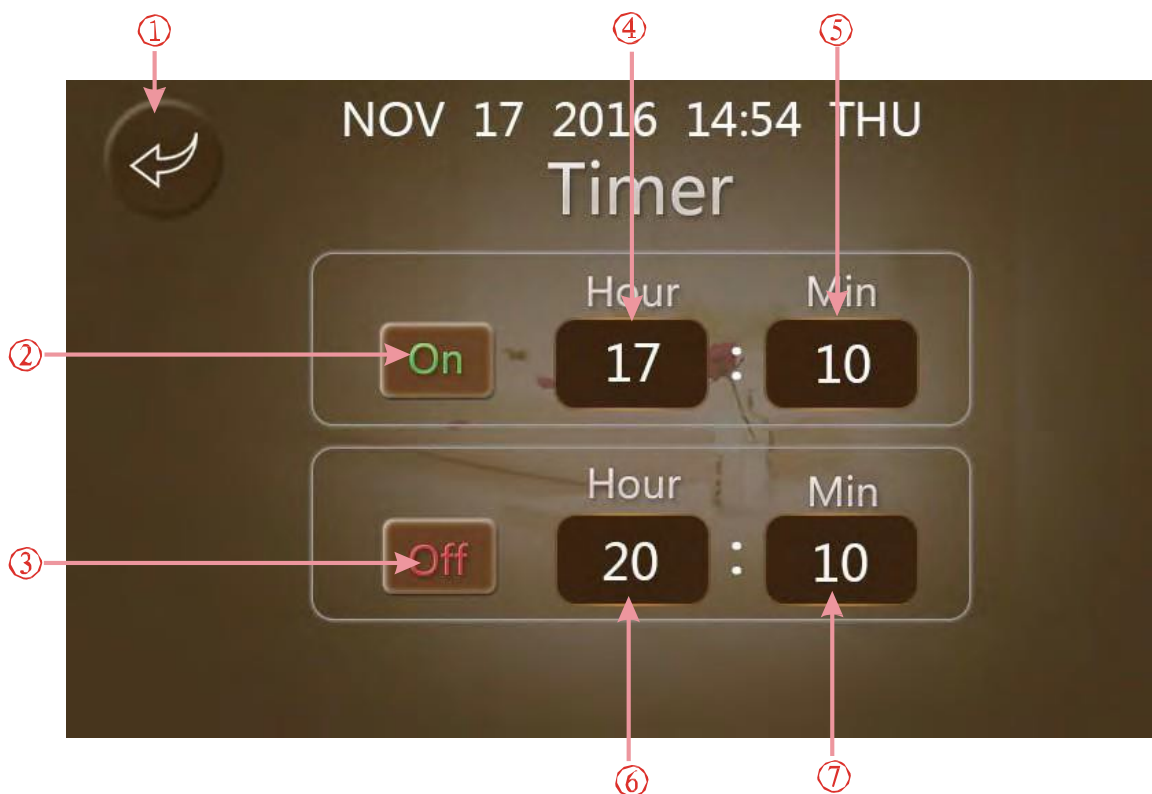 ① ④ ⑤
NOV 17 2016 14:54 THU
Timer
Hour Min
② On 17 : 10
Hour Min
③ Off 20 : 10
⑥ ⑦